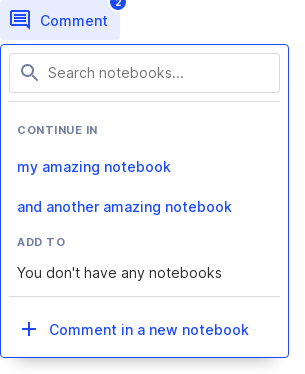 2
Comment
Search notebooks...
CONTINUE IN
my amazing notebook
and another amazing notebook
ADD TO
You don't have any notebooks
Comment in a new notebook